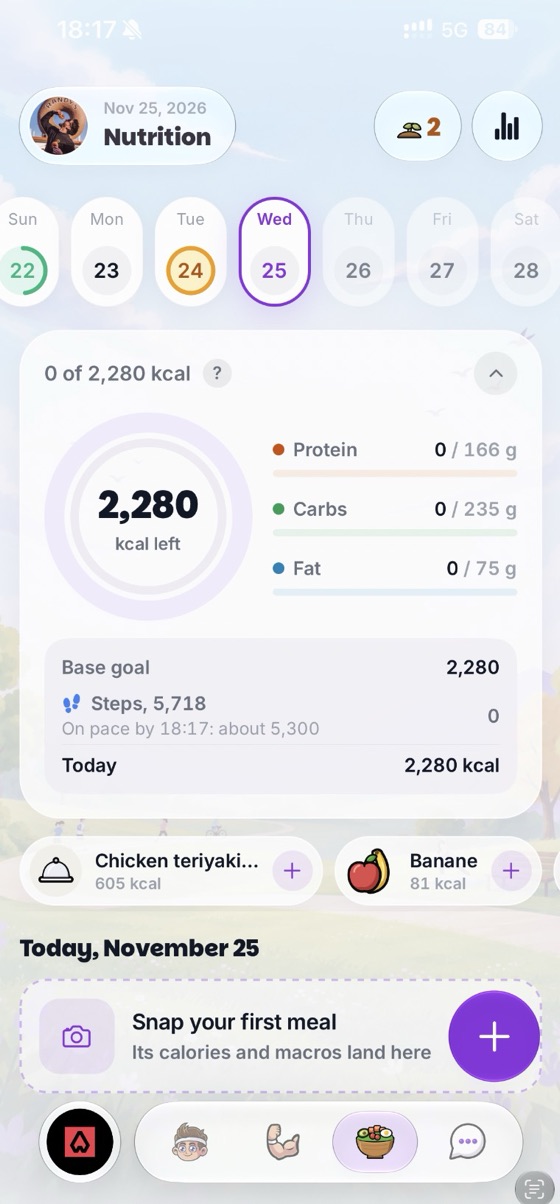 18:17
5G 84
Nov 25, 2026
Nutrition
2
Sun Mon Tue Wed Thu Fri Sat
22 23 24 25 26 27 28
0 of 2,280 kcal ?
2,280
kcal left
Protein 0 / 166 g
Carbs 0 / 235 g
Fat 0 / 75 g
Base goal 2,280
Steps, 5,718
On pace by 18:17: about 5,300
0
Today 2,280 kcal
Chicken teriyaki...
605 kcal
Banane
81 kcal
Today, November 25
Snap your first meal
Its calories and macros land here